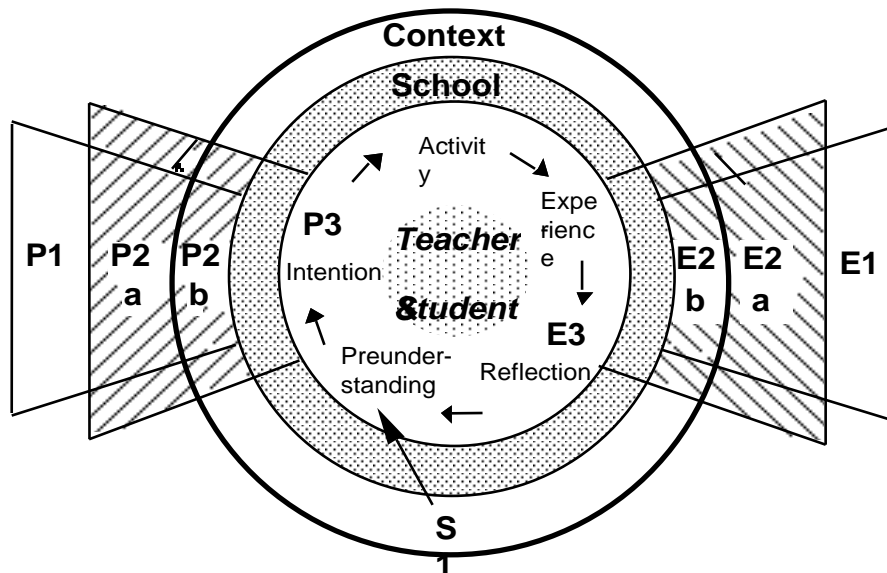 Context
School
Activit
y
Expe
rienc
e
P3
Teacher
&student
Intention
E3
Preunder-
standing
Reflection
P1
P2
a
P2
b
E2
b
E2
a
E1
S
1